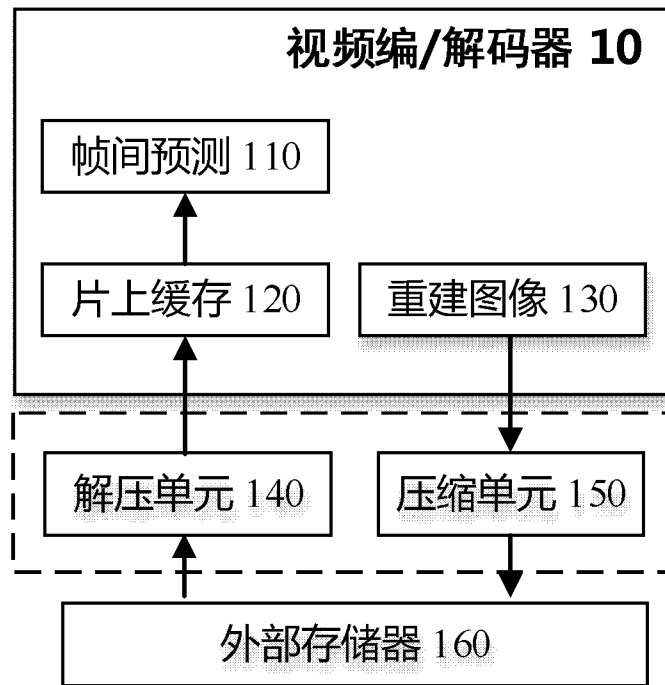 视频编/解码器 10
帧间预测 110
片上缓存 120
重建图像 130
解压单元 140
压缩单元 150
外部存储器 160